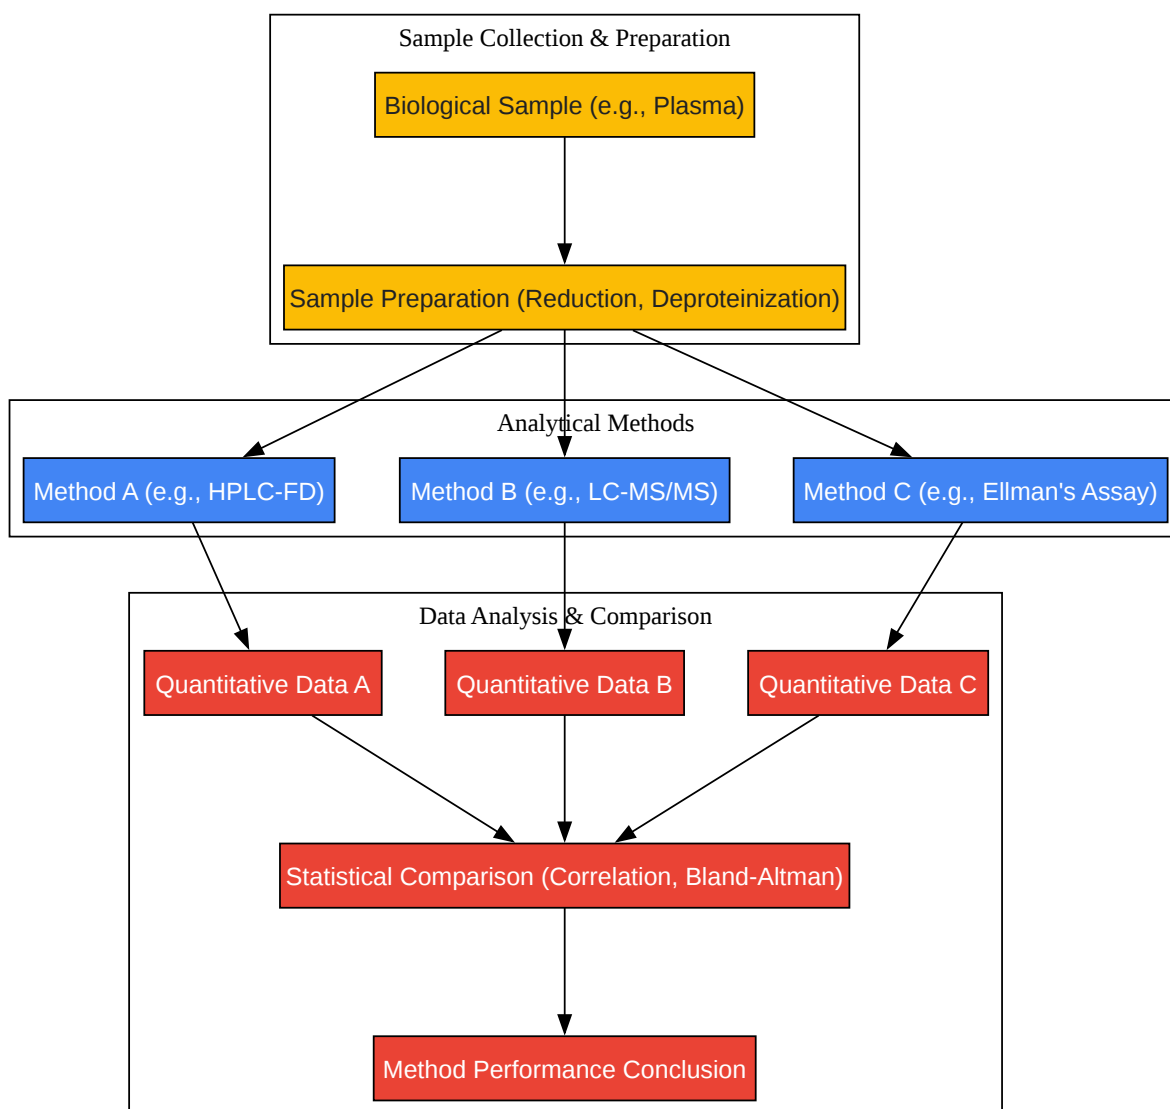 Sample Collection & Preparation
Biological Sample (e.g., Plasma)
Sample Preparation (Reduction, Deproteinization)
Analytical Methods
Method A (e.g., HPLC-FD)
Method B (e.g., LC-MS/MS)
Method C (e.g., Ellman's Assay)
Data Analysis & Comparison
Quantitative Data A
Quantitative Data B
Quantitative Data C
Statistical Comparison (Correlation, Bland-Altman)
Method Performance Conclusion